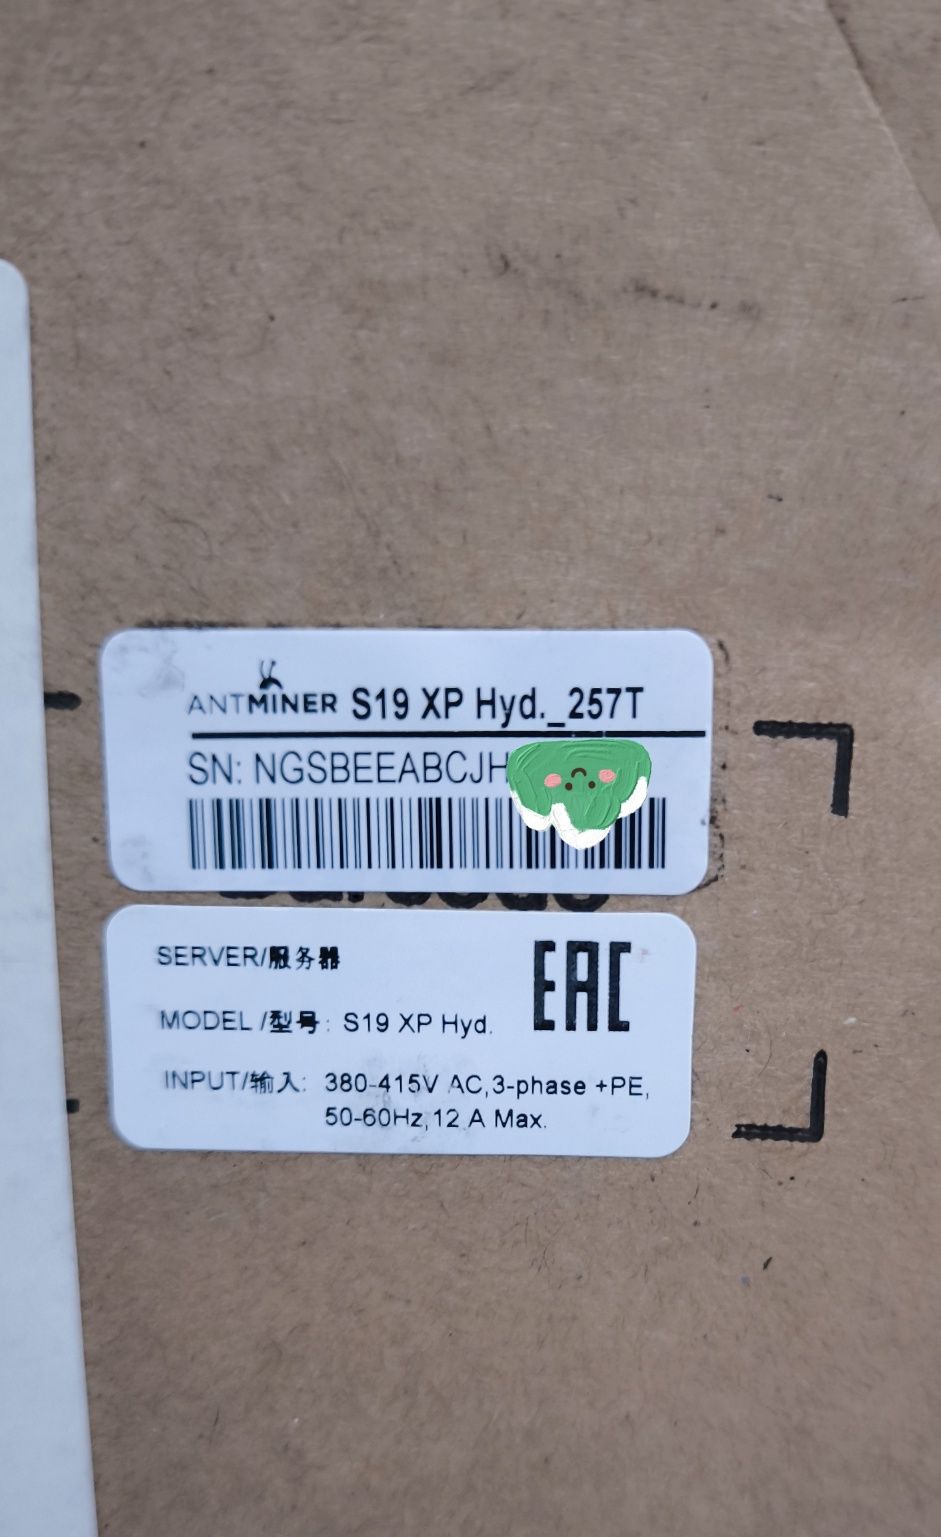 ANTMINER S19 XP Hyd._257T
SN: NGSBEEABCJH
SERVER/服务器
EAC
MODEL /型号: S19 XP Hyd.
INPUT/输入: 380-415V AC,3-phase +PE,
50-60Hz,12 A Max.